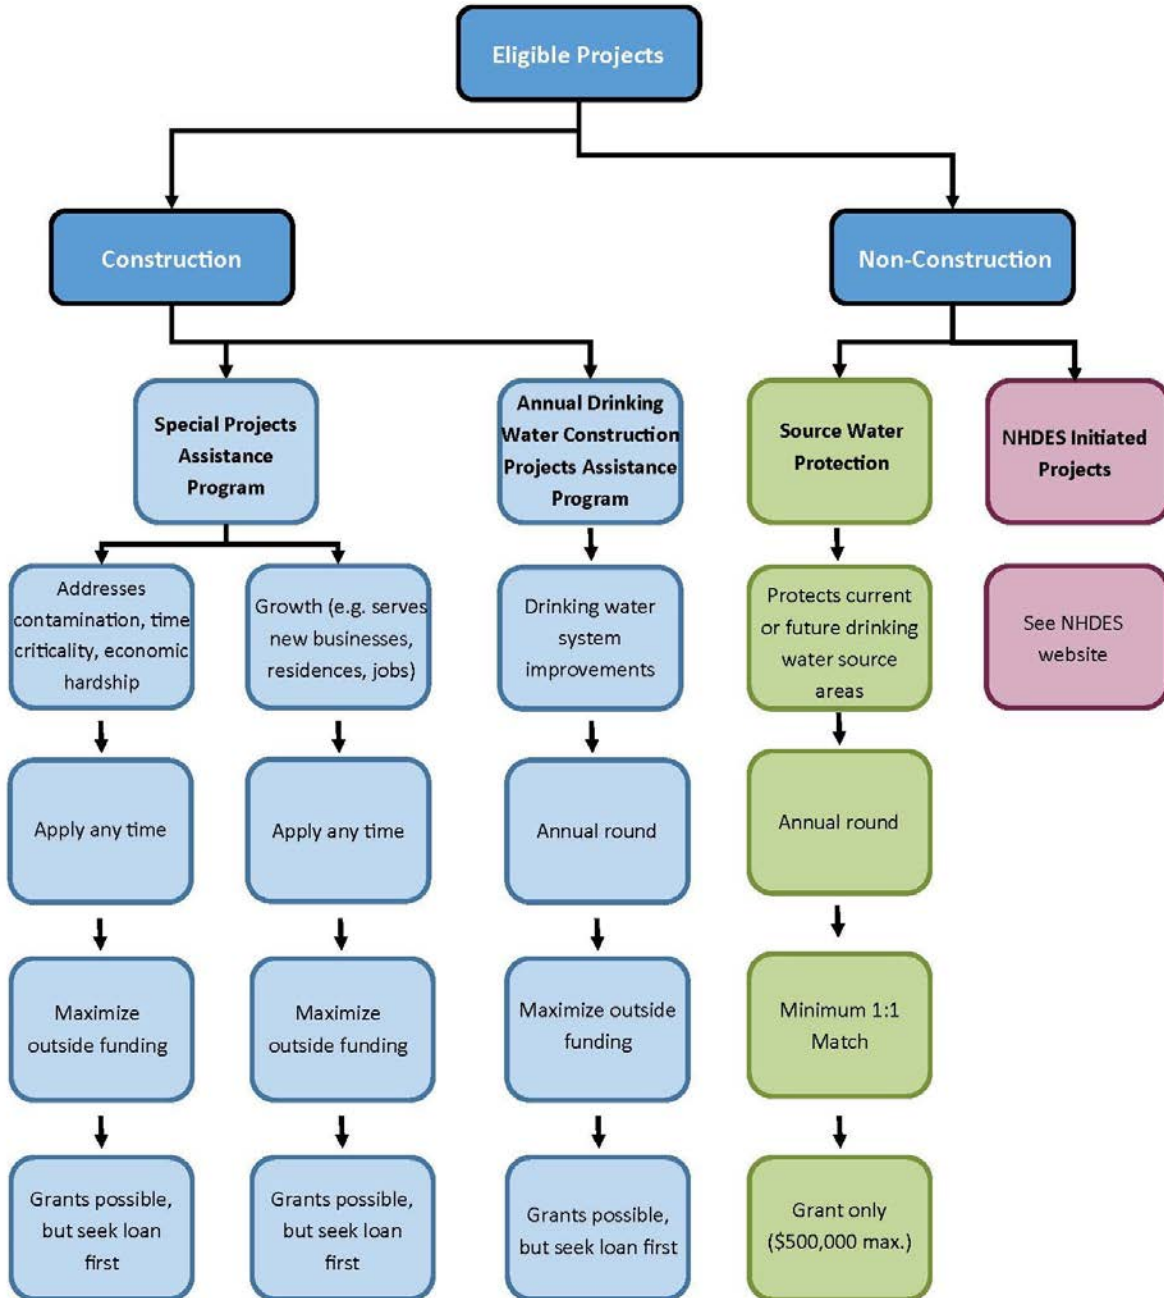 Eligible Projects
Construction
Non-Construction
Special Projects
Assistance
Program
Annual Drinking
Water Construction
Projects Assistance
Program
Source Water
Protection
NHDES Initiated
Projects
Addresses
contamination, time
criticality, economic
hardship
Growth (e.g. serves
new businesses,
residences, jobs)
Drinking water
system
improvements
Protects current
or future drinking
water source
areas
See NHDES
website
Apply any time
Apply any time
Annual round
Annual round
Maximize
outside funding
Maximize
outside funding
Maximize outside
funding
Minimum 1:1
Match
Grants possible,
but seek loan
first
Grants possible,
but seek loan
first
Grants possible,
but seek loan first
Grant only
($500,000 max.)